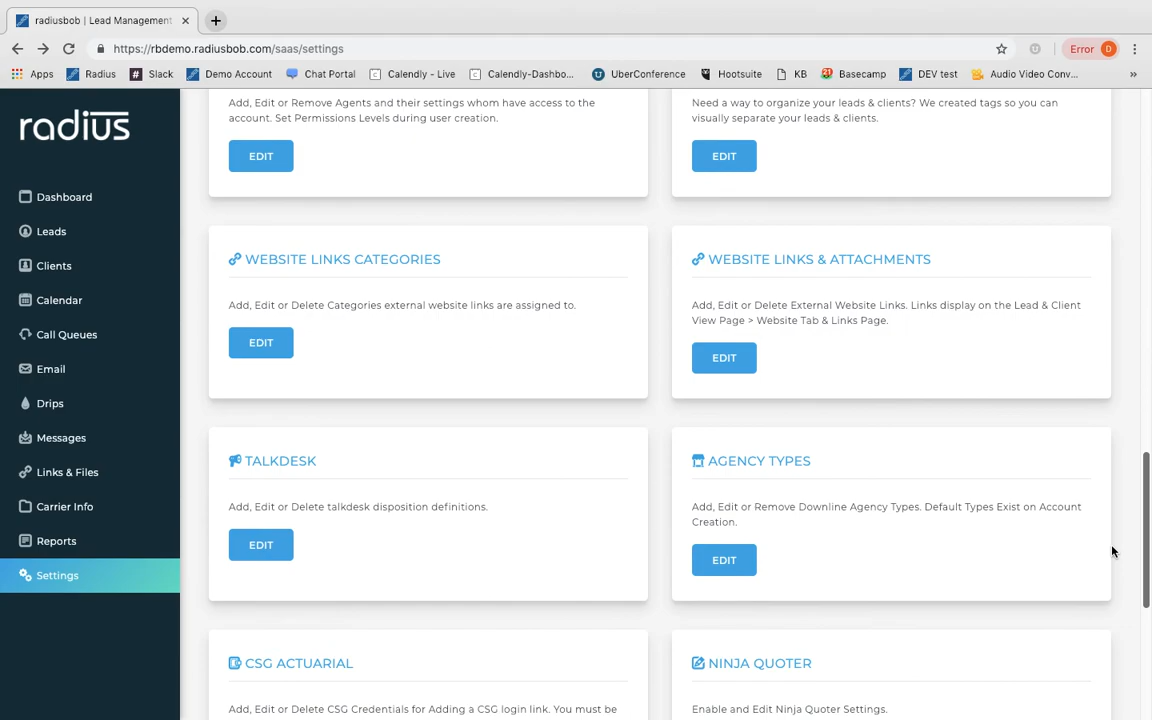 radiusbob | Lead Management
https://rbdemo.radiusbob.com/saas/settings
Error D
Apps Radius Slack Demo Account Chat Portal Calendly - Live Calendly-Dashbo... UberConference Hootsuite KB Basecamp DEV test Audio Video Conv... »
radius
Dashboard
Leads
Clients
Calendar
Call Queues
Email
Drips
Messages
Links & Files
Carrier Info
Reports
Settings
Add, Edit or Remove Agents and their settings whom have access to the
account. Set Permissions Levels during user creation.
EDIT
Need a way to organize your leads & clients? We created tags so you can
visually separate your leads & clients.
EDIT
WEBSITE LINKS CATEGORIES
Add, Edit or Delete Categories external website links are assigned to.
EDIT
WEBSITE LINKS & ATTACHMENTS
Add, Edit or Delete External Website Links. Links display on the Lead & Client
View Page > Website Tab & Links Page.
EDIT
TALKDESK
Add, Edit or Delete talkdesk disposition definitions.
EDIT
AGENCY TYPES
Add, Edit or Remove Downline Agency Types. Default Types Exist on Account
Creation.
EDIT
CSG ACTUARIAL
Add, Edit or Delete CSG Credentials for Adding a CSG login link. You must be
NINJA QUOTER
Enable and Edit Ninja Quoter Settings.